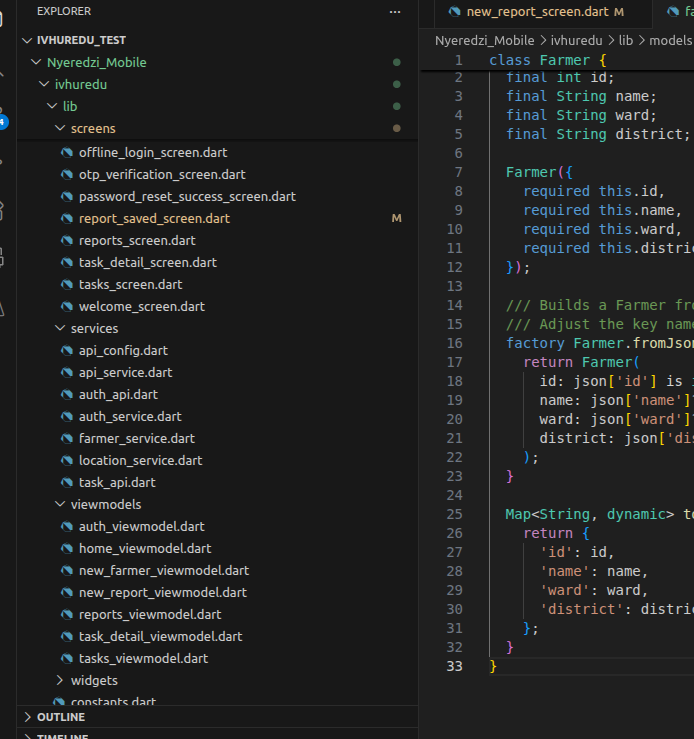 EXPLORER
IVHUREDU_TEST
Nyeredzi_Mobile
ivhuredu
lib
screens
offline_login_screen.dart
otp_verification_screen.dart
password_reset_success_screen.dart
report_saved_screen.dart M
reports_screen.dart
task_detail_screen.dart
tasks_screen.dart
welcome_screen.dart
services
api_config.dart
api_service.dart
auth_api.dart
auth_service.dart
farmer_service.dart
location_service.dart
task_api.dart
viewmodels
auth_viewmodel.dart
home_viewmodel.dart
new_farmer_viewmodel.dart
new_report_viewmodel.dart
reports_viewmodel.dart
task_detail_viewmodel.dart
tasks_viewmodel.dart
widgets
constants.dart
OUTLINE
TIMELINE
new_report_screen.dart M fa
Nyeredzi_Mobile > ivhuredu > lib > models
1 class Farmer {
2 final int id;
3 final String name;
4 final String ward;
5 final String district;
6
7 Farmer({
8 required this.id,
9 required this.name,
10 required this.ward,
11 required this.distric
12 });
13
14 /// Builds a Farmer fro
15 /// Adjust the key name
16 factory Farmer.fromJson
17 return Farmer(
18 id: json['id'] is i
19 name: json['name']?
20 ward: json['ward']?
21 district: json['dis
22 );
23 }
24
25 Map<String, dynamic> to
26 return {
27 'id': id,
28 'name': name,
29 'ward': ward,
30 'district': distric
31 };
32 }
33 }